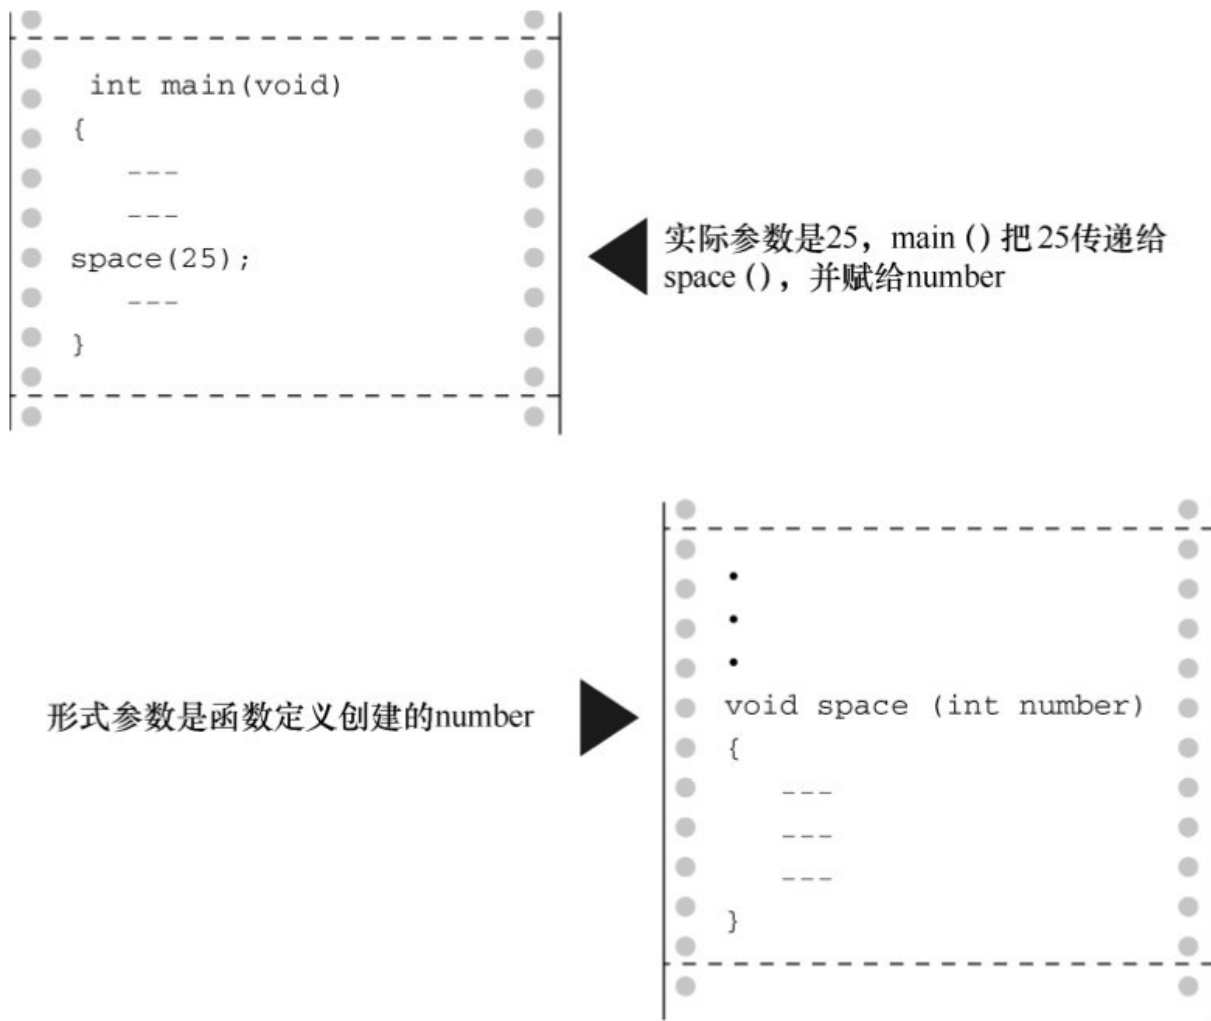 int main(void)
{
---
---
space(25);
---
}
实际参数是25，main ( ) 把 25传递给
space ( ) ，并赋给number
形式参数是函数定义创建的number
•
•
•
void space (int number)
{
---
---
---
}